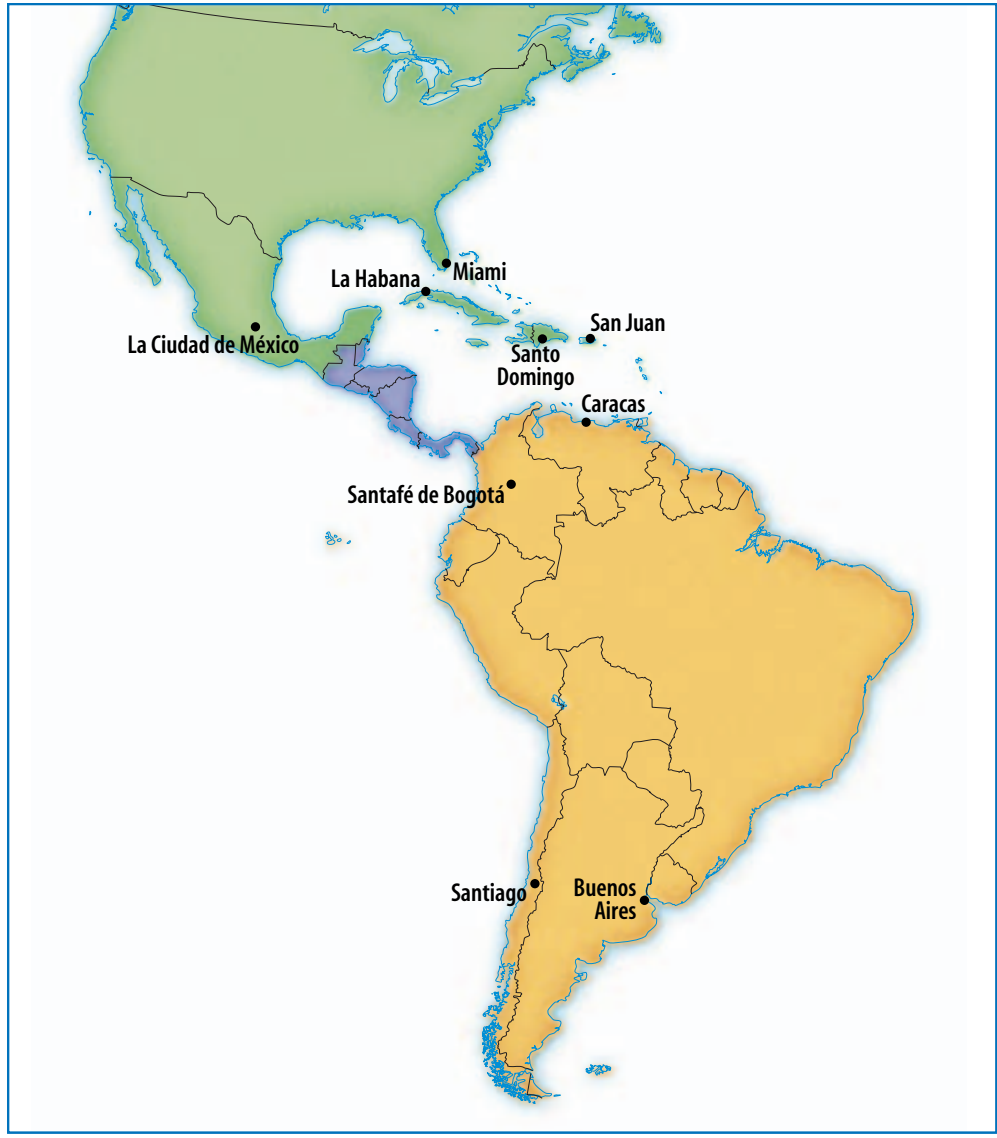 Miami
La Habana
San Juan
La Ciudad de México
Santo
Domingo
Caracas
Santafé de Bogotá
Santiago
Buenos
Aires